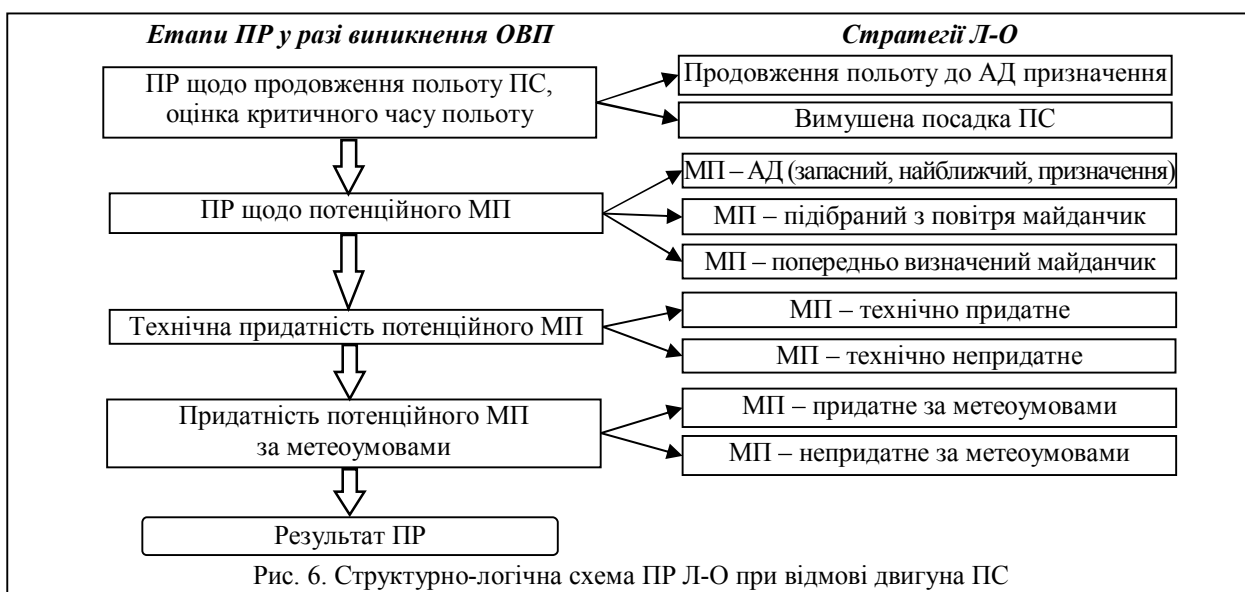 Етапи ПР у разі виникнення ОВП
Стратегії Л-О
ПР щодо продовження польоту ПС,
оцінка критичного часу польоту
Продовження польоту до АД призначення
Вимушена посадка ПС
ПР щодо потенційного МП
МП – АД (запасний, найближчий, призначення)
МП – підібраний з повітря майданчик
МП – попередньо визначений майданчик
Технічна придатність потенційного МП
МП – технічно придатне
МП – технічно непридатне
Придатність потенційного МП
за метеоумовами
МП – придатне за метеоумовами
МП – непридатне за метеоумовами
Результат ПР
Рис. 6. Структурно-логічна схема ПР Л-О при відмові двигуна ПС